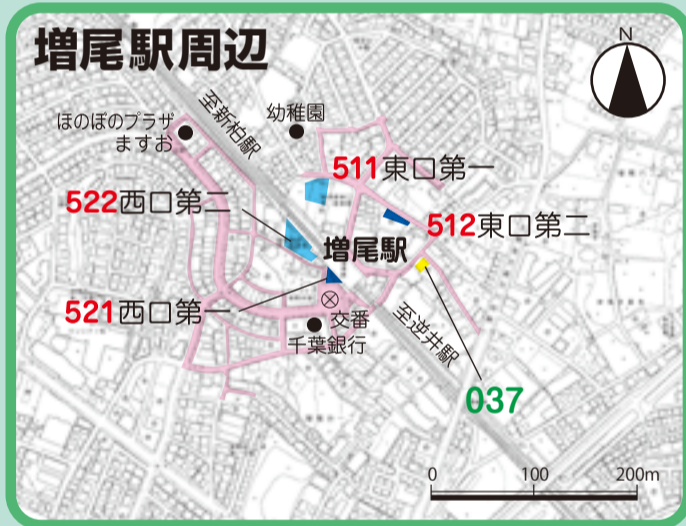 増尾駅周辺
N
至新柏駅
幼稚園
ほのぼのプラザ
ますお
511東口第一
522西口第二
512東口第二
増尾駅
521西口第一
交番
千葉銀行
至逆井駅
037
0 100 200m